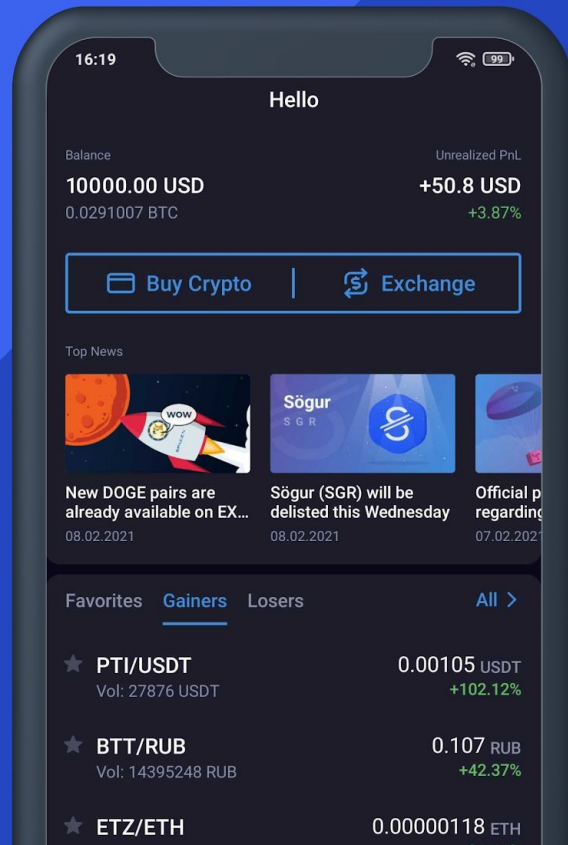 16:19
99
Hello
Balance
Unrealized PnL
10000.00 USD
+50.8 USD
0.0291007 BTC
+3.87%
Buy Crypto
Exchange
Top News
WOW
Sögur
SGR
New DOGE pairs are
already available on EX...
08.02.2021
Sögur (SGR) will be
delisted this Wednesday
08.02.2021
Official p
regarding
07.02.2021
Favorites
Gainers
Losers
All
PTI/USDT
0.00105 USDT
Vol: 27876 USDT
+102.12%
BTT/RUB
0.107 RUB
Vol: 14395248 RUB
+42.37%
ETZ/ETH
0.00000118 ETH